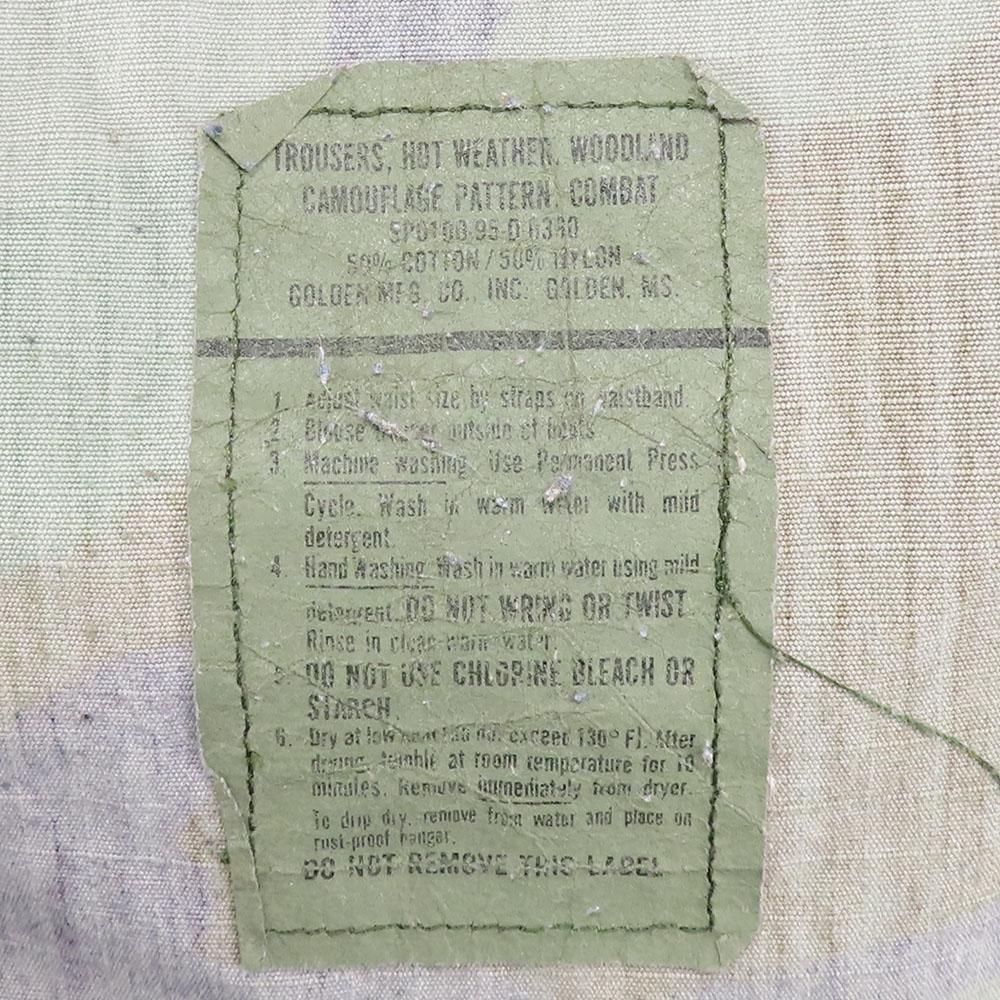 TROUSERS, HOT WEATHER, WOODLAND
CAMOUFLAGE PATTERN, COMBAT
SP0100-95-D-0380
50% COTTON / 50% NYLON
GOLDEN MFG. CO., INC. GOLDEN, MS.
1. Adjust waist size by straps on waistband.
2. Blouse trouser outside of boots
3. Machine washing. Use Permanent Press
Cycle. Wash in warm water with mild
detergent.
4. Hand Washing. Wash in warm water using mild
detergent. DO NOT WRING OR TWIST
Rinse in clean warm water.
5. DO NOT USE CHLORINE BLEACH OR
STARCH.
6. Dry at low heat (do not exceed 130° F). After
drying, tumble at room temperature for 10
minutes. Remove immediately from dryer.
To drip dry, remove from water and place on
rust-proof hanger.
DO NOT REMOVE THIS LABEL